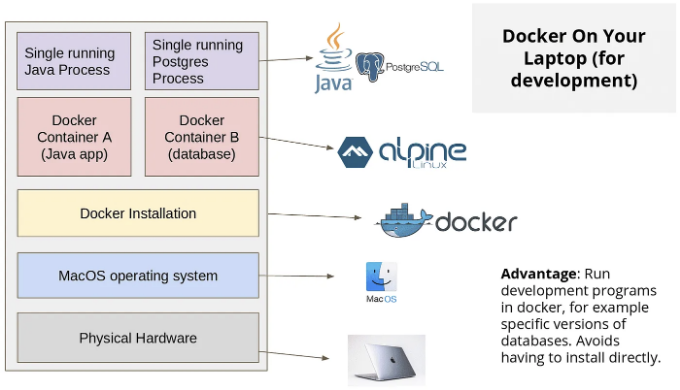 Single running
Java Process
Single running
Postgres
Process
Java
PostgreSQL
Docker On Your
Laptop (for
development)
Docker
Container A
(Java app)
Docker
Container B
(database)
alpine
LINUX
Docker Installation
docker
MacOS operating system
Mac OS
Physical Hardware
Advantage: Run
development programs
in docker, for example
specific versions of
databases. Avoids
having to install directly.